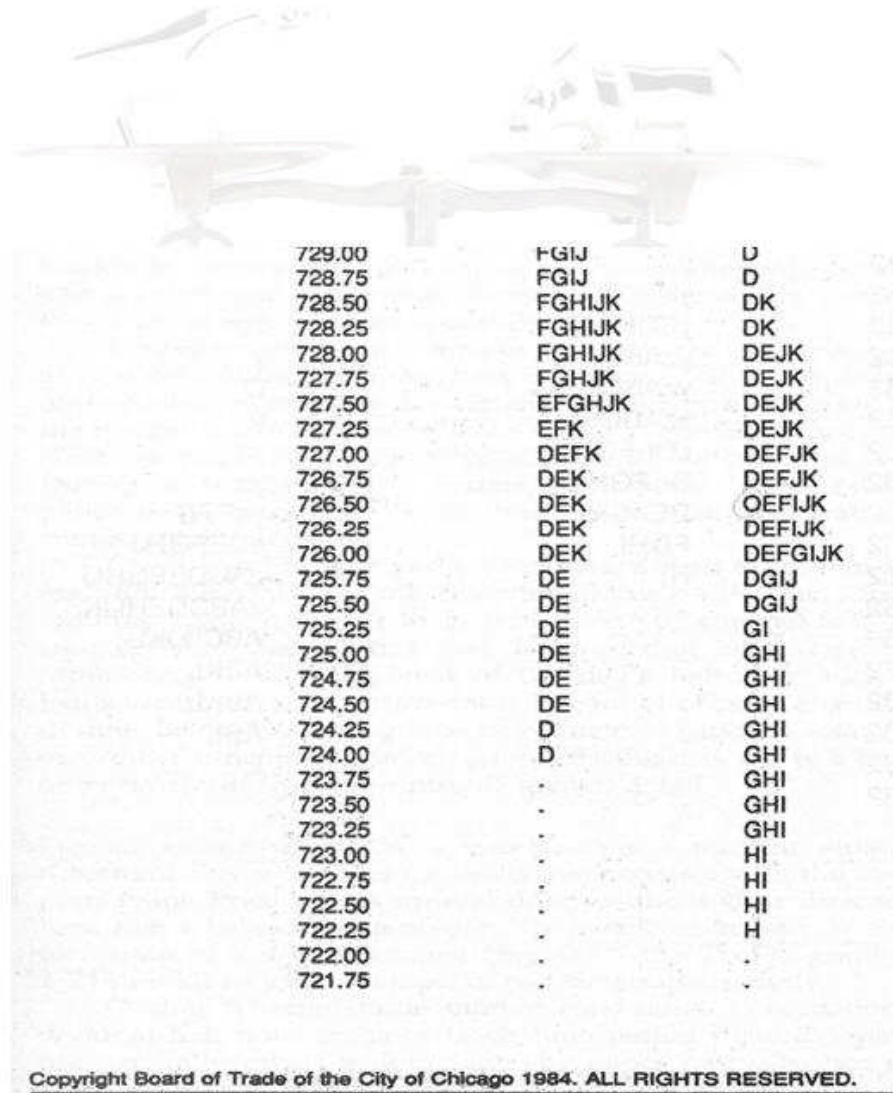 729.00 FGIJ D
728.75 FGIJ D
728.50 FGHIJK DK
728.25 FGHIJK DK
728.00 FGHIJK DEJK
727.75 FGHJK DEJK
727.50 EFGHJK DEJK
727.25 EFK DEJK
727.00 DEFK DEFJK
726.75 DEK DEFJK
726.50 DEK OEFIJK
726.25 DEK DEFIJK
726.00 DEK DEFGIJK
725.75 DE DGIJ
725.50 DE DGIJ
725.25 DE GI
725.00 DE GHI
724.75 DE GHI
724.50 DE GHI
724.25 D GHI
724.00 D GHI
723.75 . GHI
723.50 . GHI
723.25 . GHI
723.00 . HI
722.75 . HI
722.50 . HI
722.25 . H
722.00 . .
721.75 . .
Copyright Board of Trade of the City of Chicago 1984. ALL RIGHTS RESERVED.